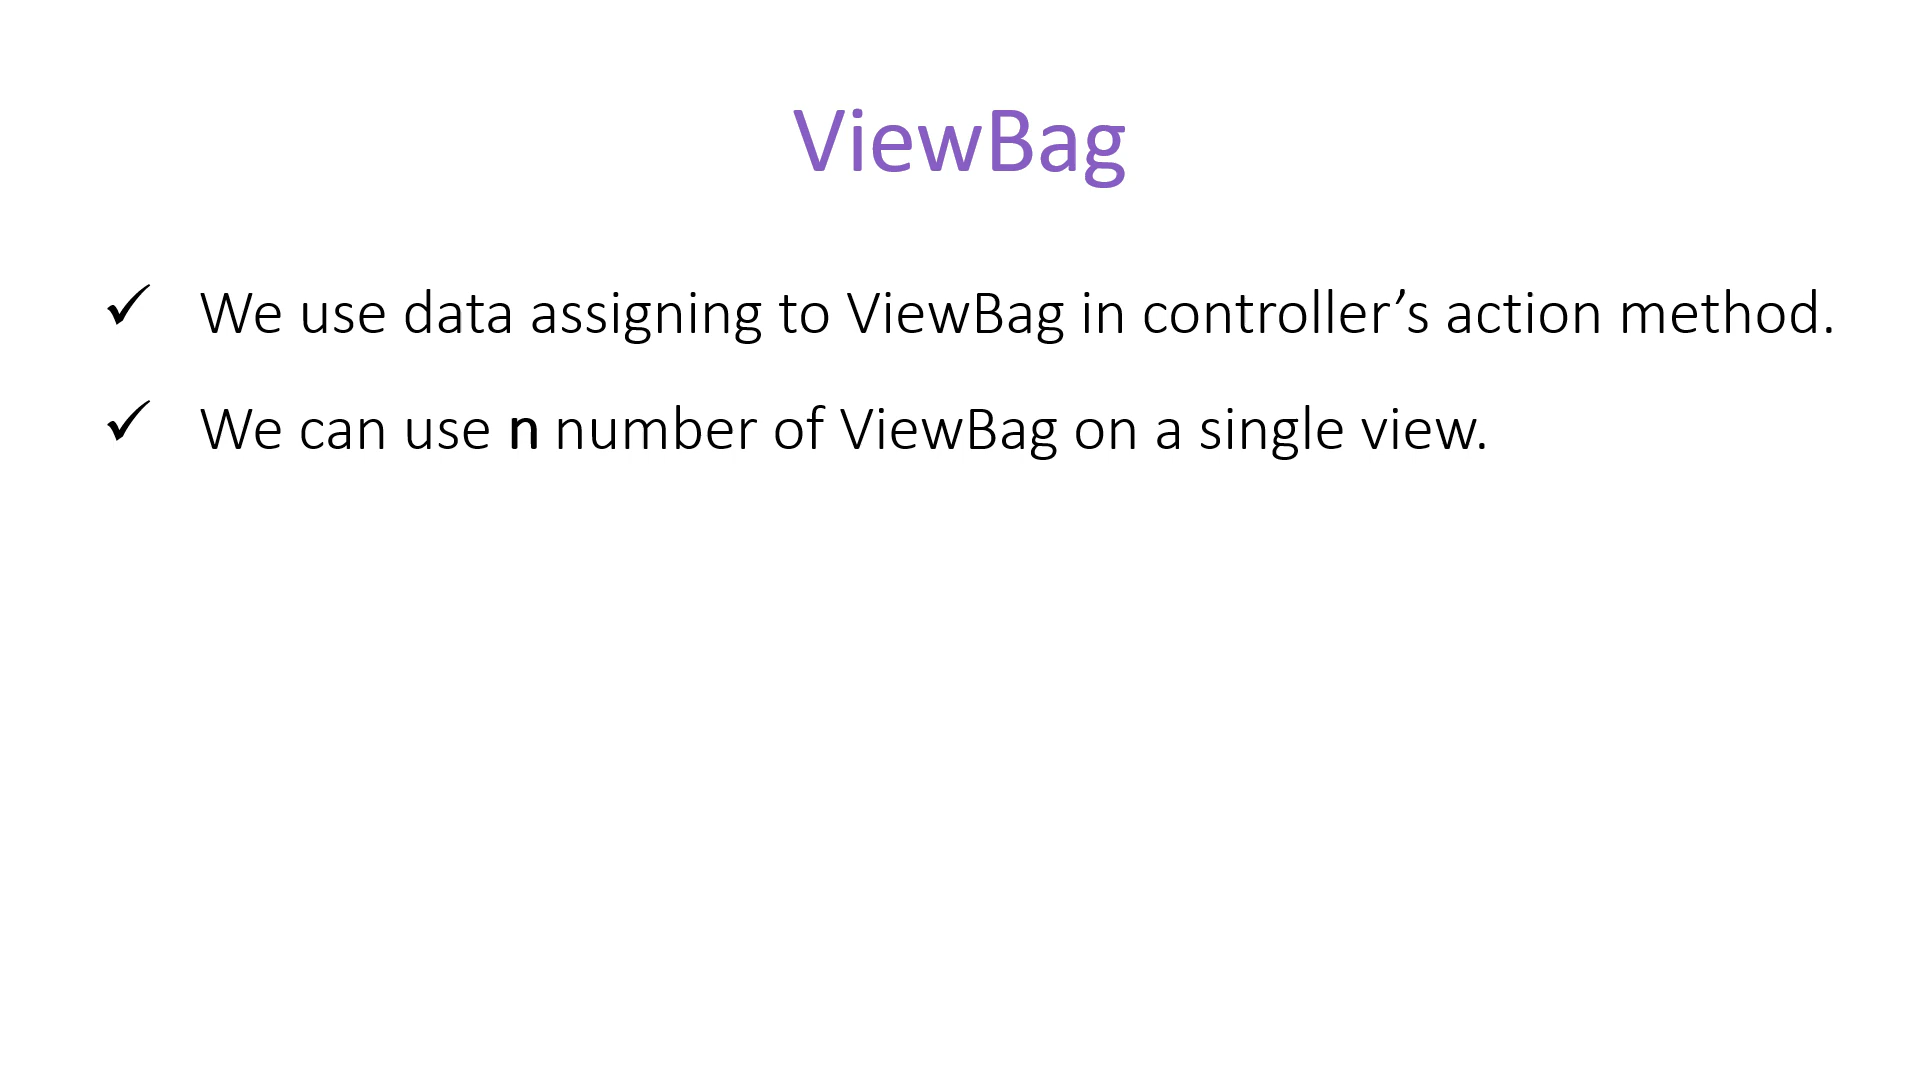 ViewBag
✓ We use data assigning to ViewBag in controller’s action method.
✓ We can use n number of ViewBag on a single view.